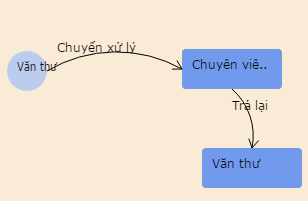 Chuyển xử lý
Văn thư
Chuyên viê..
Trả lại
Văn thư